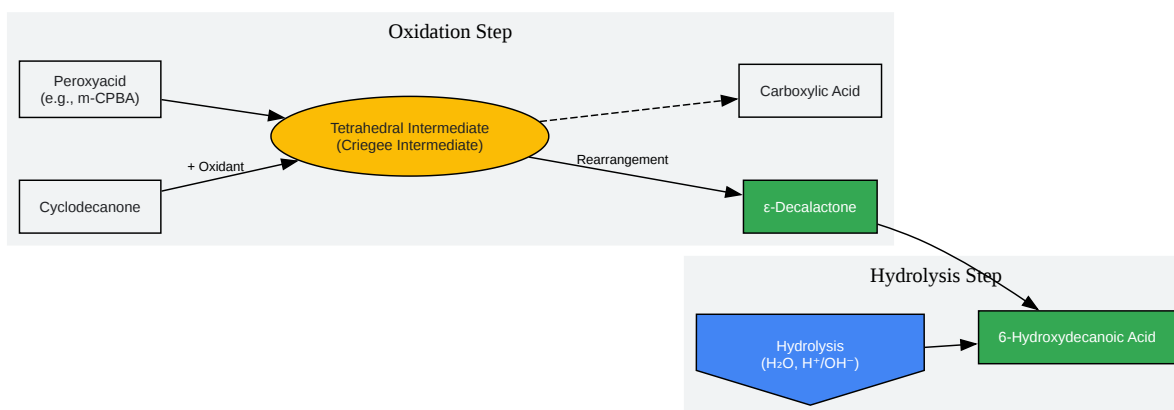 Oxidation Step
Peroxyacid
(e.g., m-CPBA)
Carboxylic Acid
Tetrahedral Intermediate
(Criegee Intermediate)
+ Oxidant
Rearrangement
Cyclodecanone
ε-Decalactone
Hydrolysis Step
Hydrolysis
(H₂O, H⁺/OH⁻)
6-Hydroxydecanoic Acid